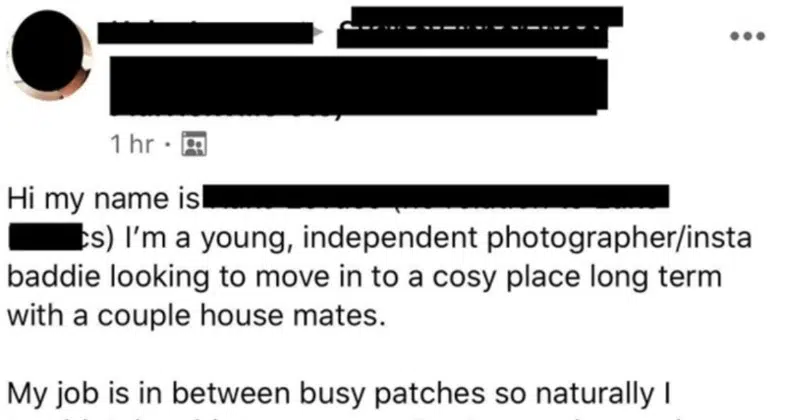 1 hr ·
Hi my name is
cs) I'm a young, independent photographer/insta
baddie looking to move in to a cosy place long term
with a couple house mates.
My job is in between busy patches so naturally I